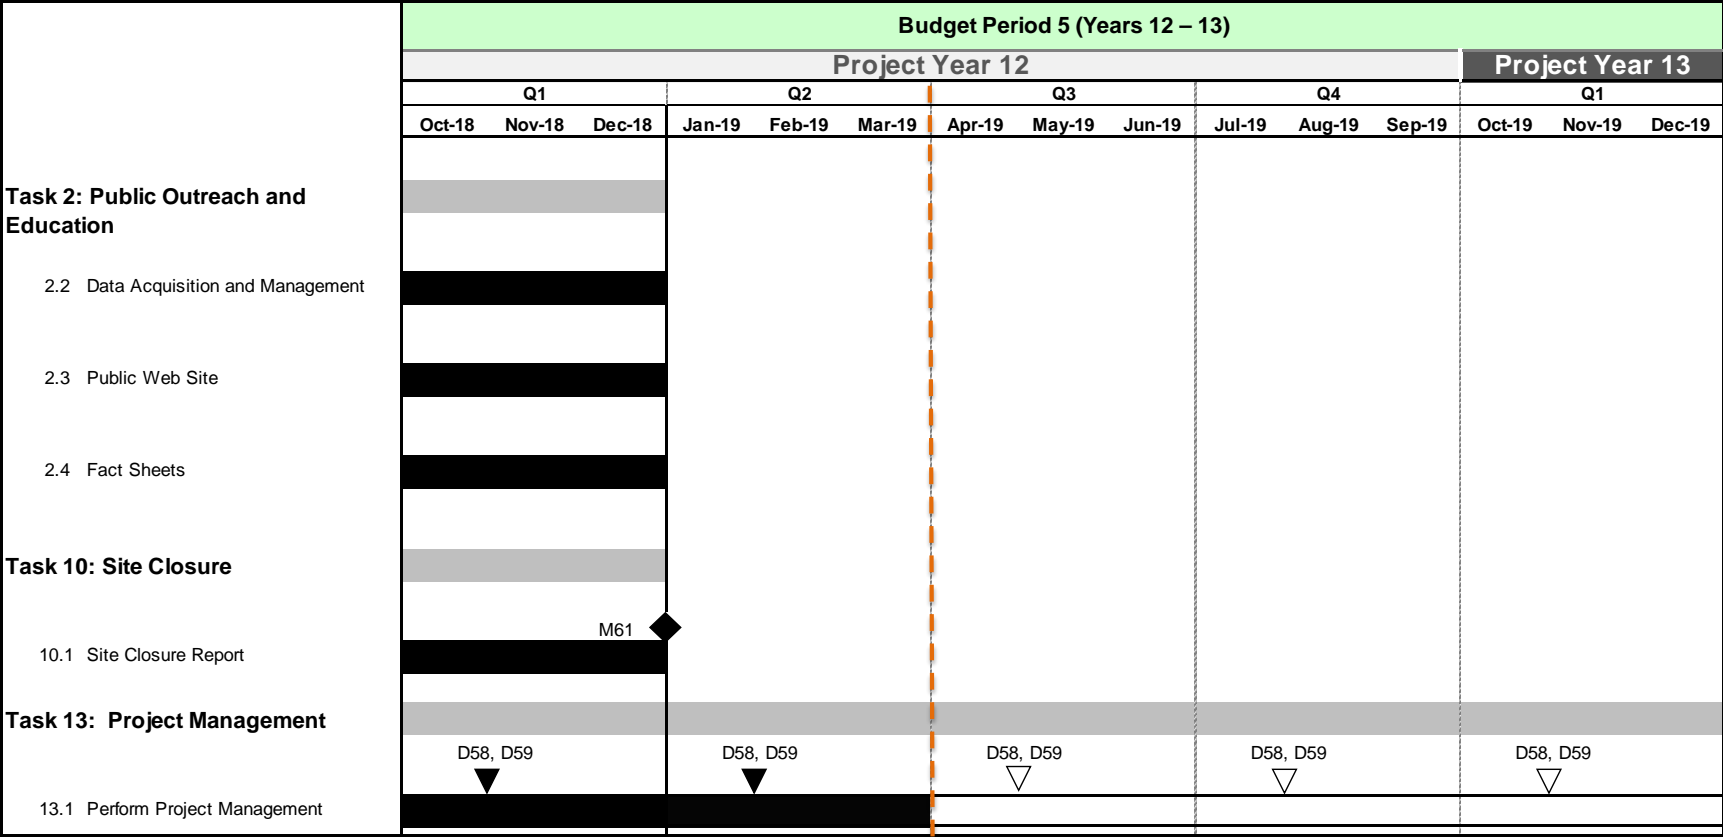 Budget Period 5 (Years 12 – 13)
Project Year 12 Project Year 13
Q1 Q2 Q3 Q4 Q1
Oct-18 Nov-18 Dec-18 Jan-19 Feb-19 Mar-19 Apr-19 May-19 Jun-19 Jul-19 Aug-19 Sep-19 Oct-19 Nov-19 Dec-19
Task 2: Public Outreach and
Education
2.2 Data Acquisition and Management
2.3 Public Web Site
2.4 Fact Sheets
Task 10: Site Closure
M61
10.1 Site Closure Report
Task 13: Project Management
D58, D59 D58, D59 D58, D59 D58, D59 D58, D59
13.1 Perform Project Management